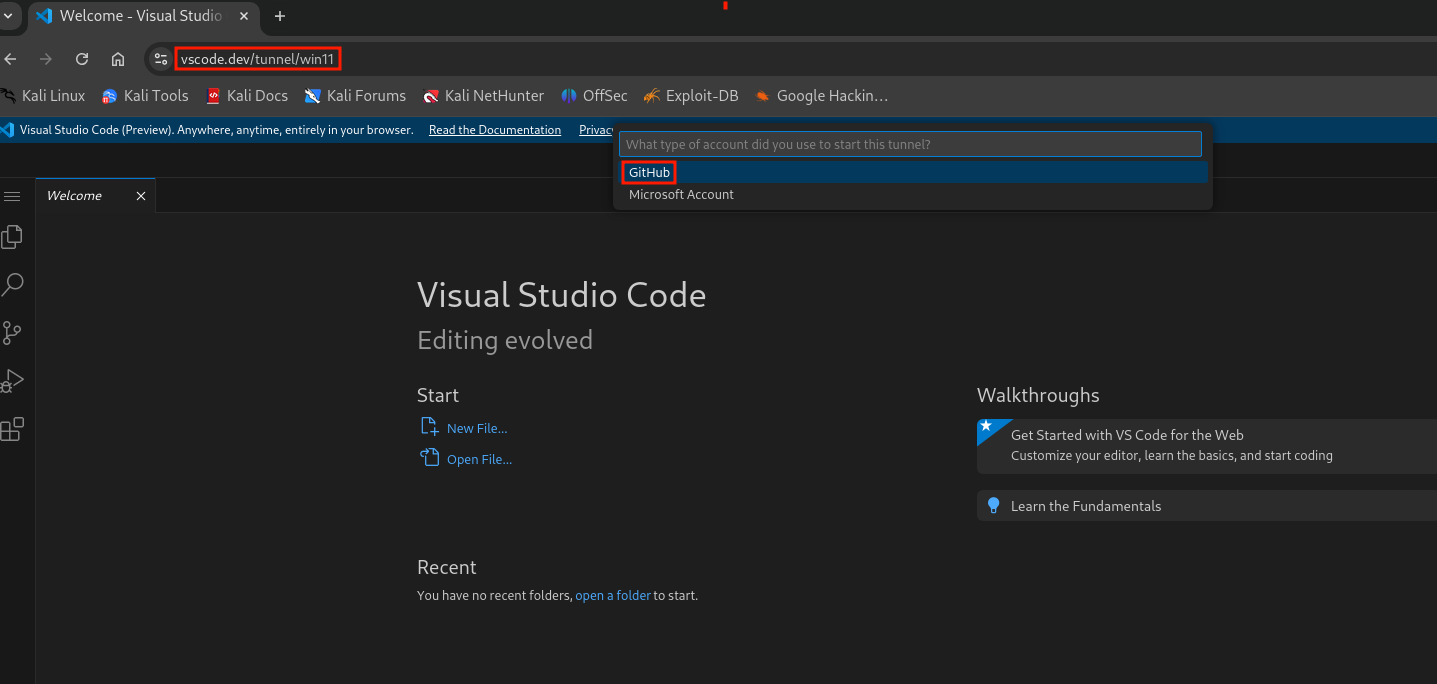 Welcome - Visual Studio
vscode.dev/tunnel/win11
Kali Linux Kali Tools Kali Docs Kali Forums Kali NetHunter OffSec Exploit-DB Google Hackin...
Visual Studio Code (Preview). Anywhere, anytime, entirely in your browser. Read the Documentation Privac
What type of account did you use to start this tunnel?
GitHub
Microsoft Account
Welcome
Visual Studio Code
Editing evolved
Start
New File...
Open File...
Walkthroughs
Get Started with VS Code for the Web
Customize your editor, learn the basics, and start coding
Learn the Fundamentals
Recent
You have no recent folders, open a folder to start.